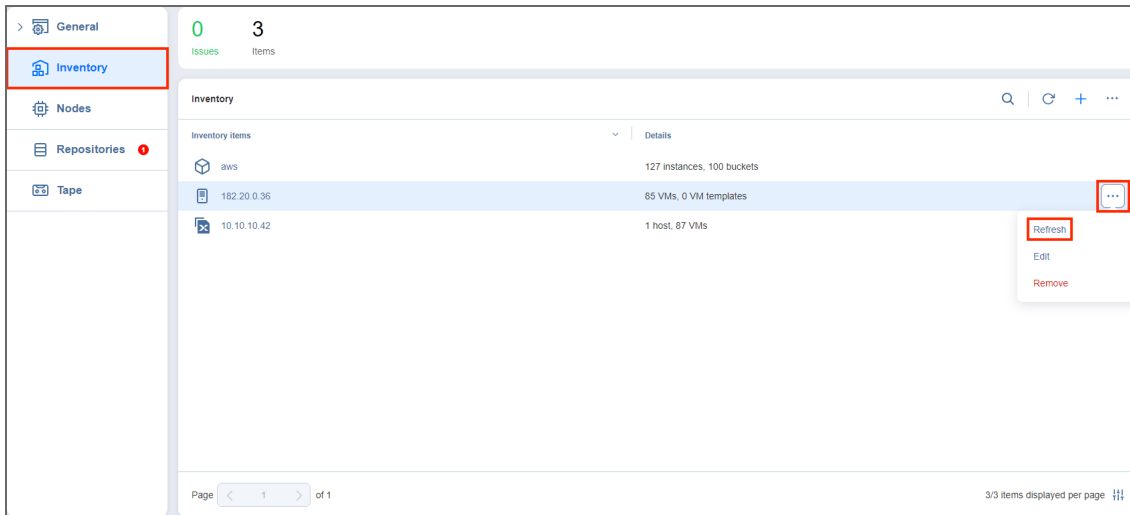 General
Inventory
Nodes
Repositories 1
Tape
0 3
Issues Items
Inventory
Inventory items Details
aws 127 instances, 100 buckets
182.20.0.36 85 VMs, 0 VM templates
10.10.10.42 1 host, 87 VMs
Refresh
Edit
Remove
Page 1 of 1 3/3 items displayed per page